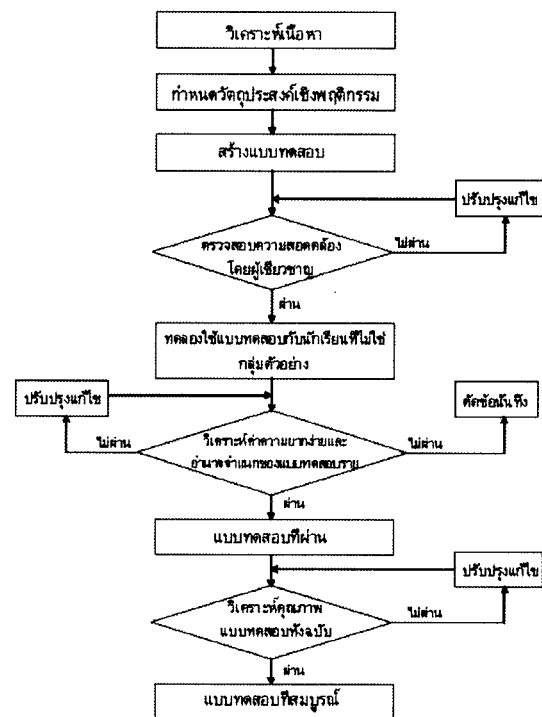 วิเคราะห์เนื้อหา
กำหนดวัตถุประสงค์เชิงพฤติกรรม
สร้างแบบทดสอบ
ปรับปรุงแก้ไข
ตรวจสอบความสอดคล้อง
โดยผู้เชี่ยวชาญ
ไม่ผ่าน
ผ่าน
ทดลองใช้แบบทดสอบกับนักเรียนที่ไม่ใช่
กลุ่มตัวอย่าง
ปรับปรุงแก้ไข
ตัดข้อนั้นทิ้ง
ไม่ผ่าน
วิเคราะห์ค่าความยากง่ายและ
อำนาจจำแนกของแบบทดสอบราย
ไม่ผ่าน
ผ่าน
แบบทดสอบที่ผ่าน
ปรับปรุงแก้ไข
วิเคราะห์คุณภาพ
แบบทดสอบทั้งฉบับ
ไม่ผ่าน
ผ่าน
แบบทดสอบที่สมบูรณ์